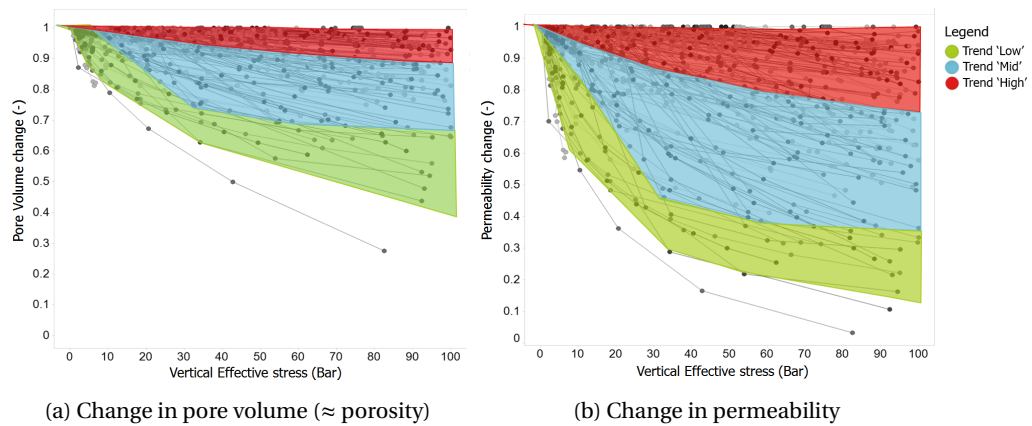 1
0.9
0.8
0.7
0.6
0.5
0.4
0.3
0.2
0.1
0
Pore Volume change (-)
0 10 20 30 40 50 60 70 80 90 100
Vertical Effective stress (Bar)
(a) Change in pore volume (≈ porosity)
1
0.9
0.8
0.7
0.6
0.5
0.4
0.3
0.2
0.1
0
Permeability change (-)
0 10 20 30 40 50 60 70 80 90 100
Vertical Effective stress (Bar)
(b) Change in permeability
Legend
Trend 'Low'
Trend 'Mid'
Trend 'High'